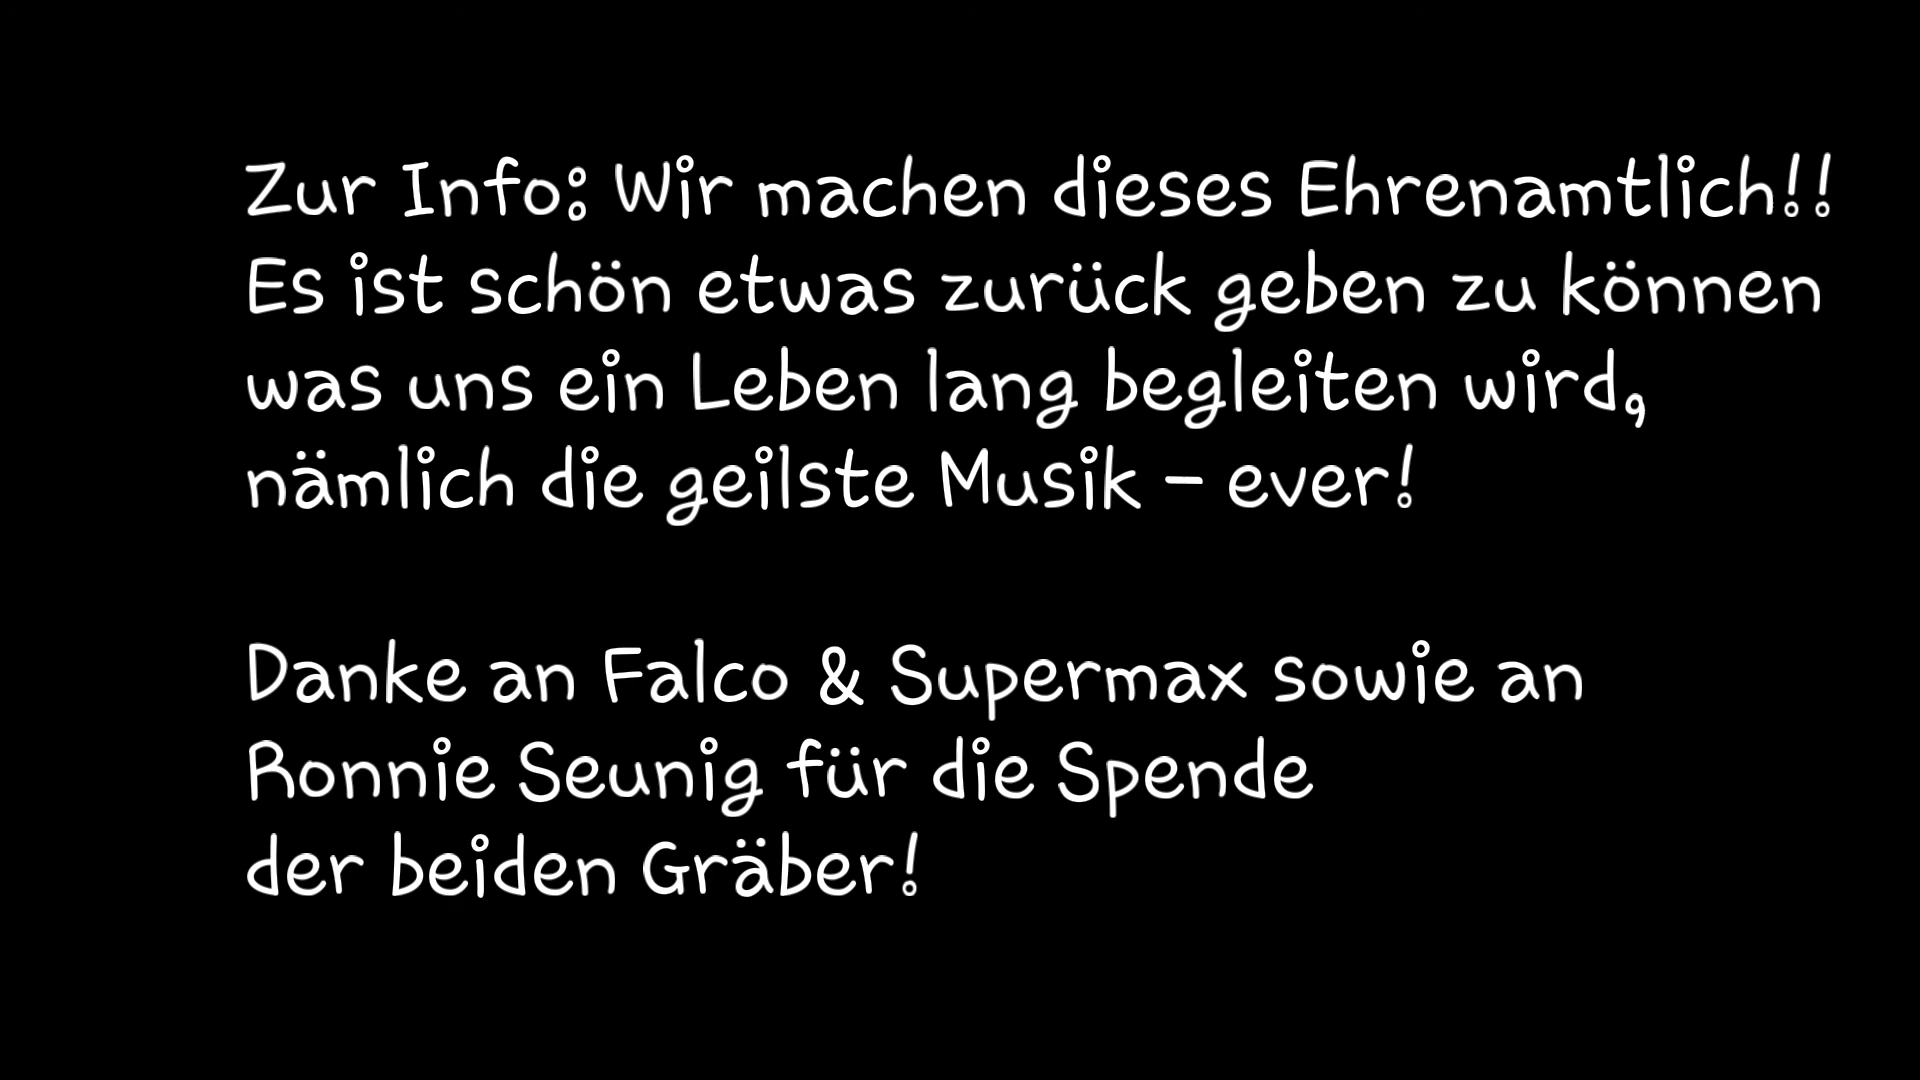 Zur Info: Wir machen dieses Ehrenamtlich!!
Es ist schön etwas zurück geben zu können
was uns ein Leben lang begleiten wird,
nämlich die geilste Musik - ever!
Danke an Falco & Supermax sowie an
Ronnie Seunig für die Spende
der beiden Gräber!